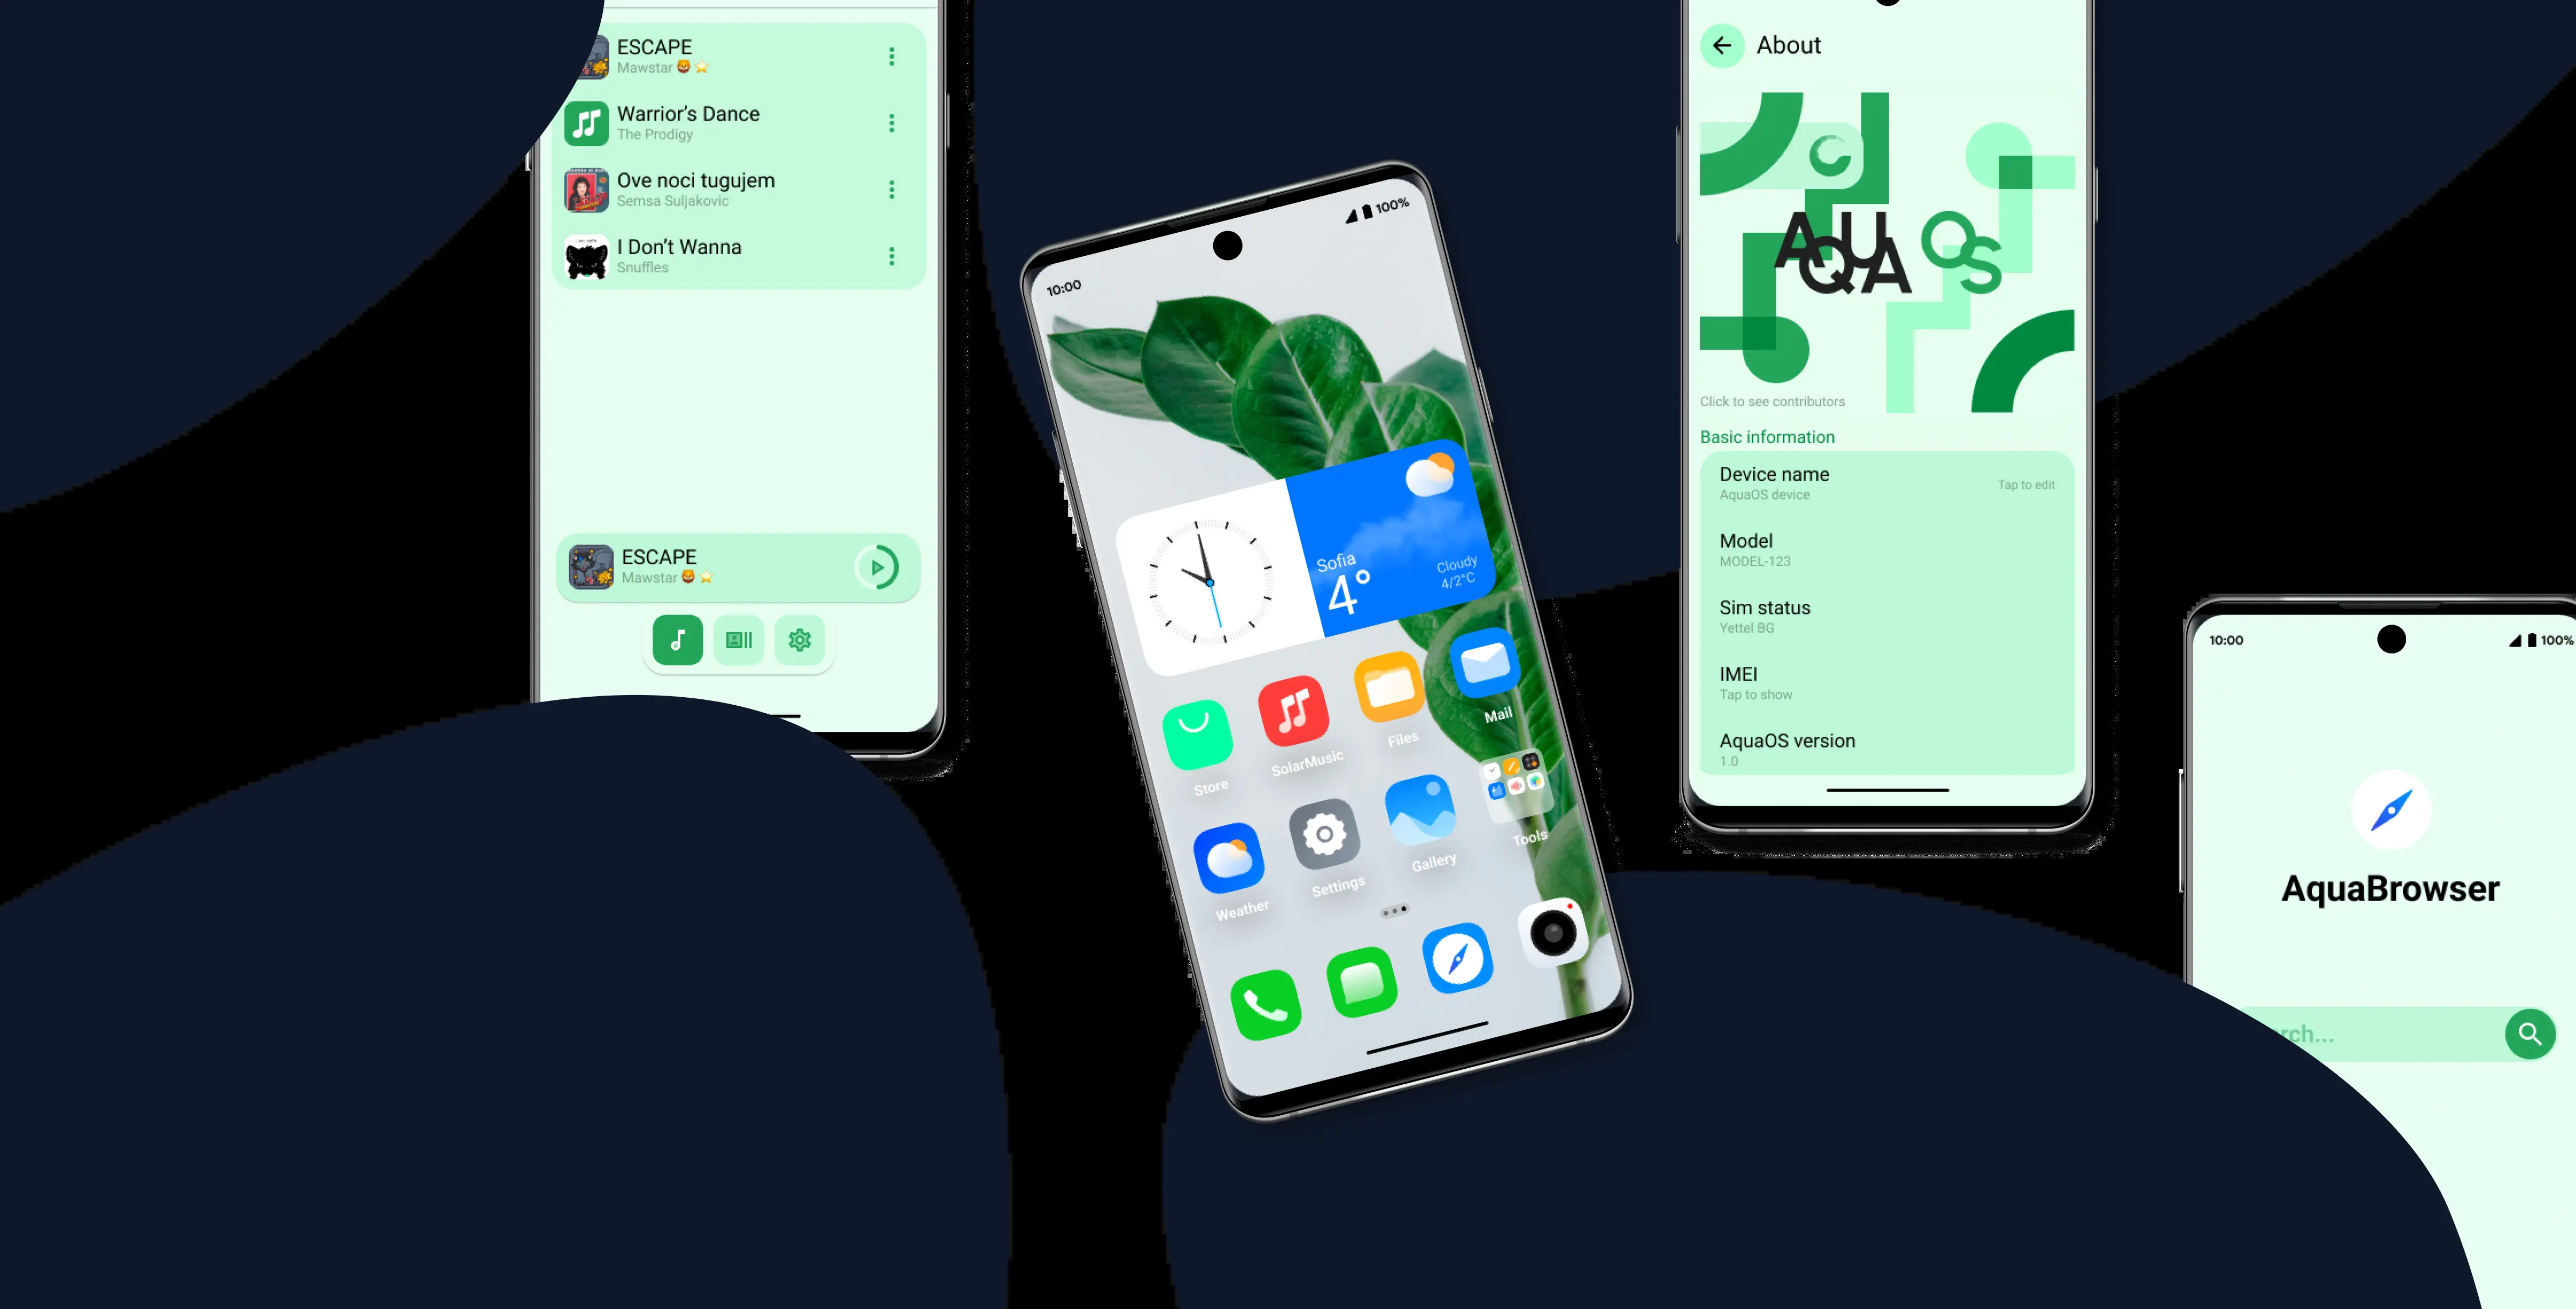 ESCAPE
Mawstar 🦁 ⭐
Warrior’s Dance
The Prodigy
Ove noci tugujem
Semsa Suljakovic
I Don’t Wanna
Snuffles
ESCAPE
Mawstar 🦁 ⭐
10:00
100%
Sofia
4°
Cloudy
4/2°C
Store
SolarMusic
Files
Mail
Weather
Settings
Gallery
Tools
About
AQUA OS
Click to see contributors
Basic information
Device name
AquaOS device
Tap to edit
Model
MODEL-123
Sim status
Yettel BG
IMEI
Tap to show
AquaOS version
1.0
10:00
100%
AquaBrowser
rch...